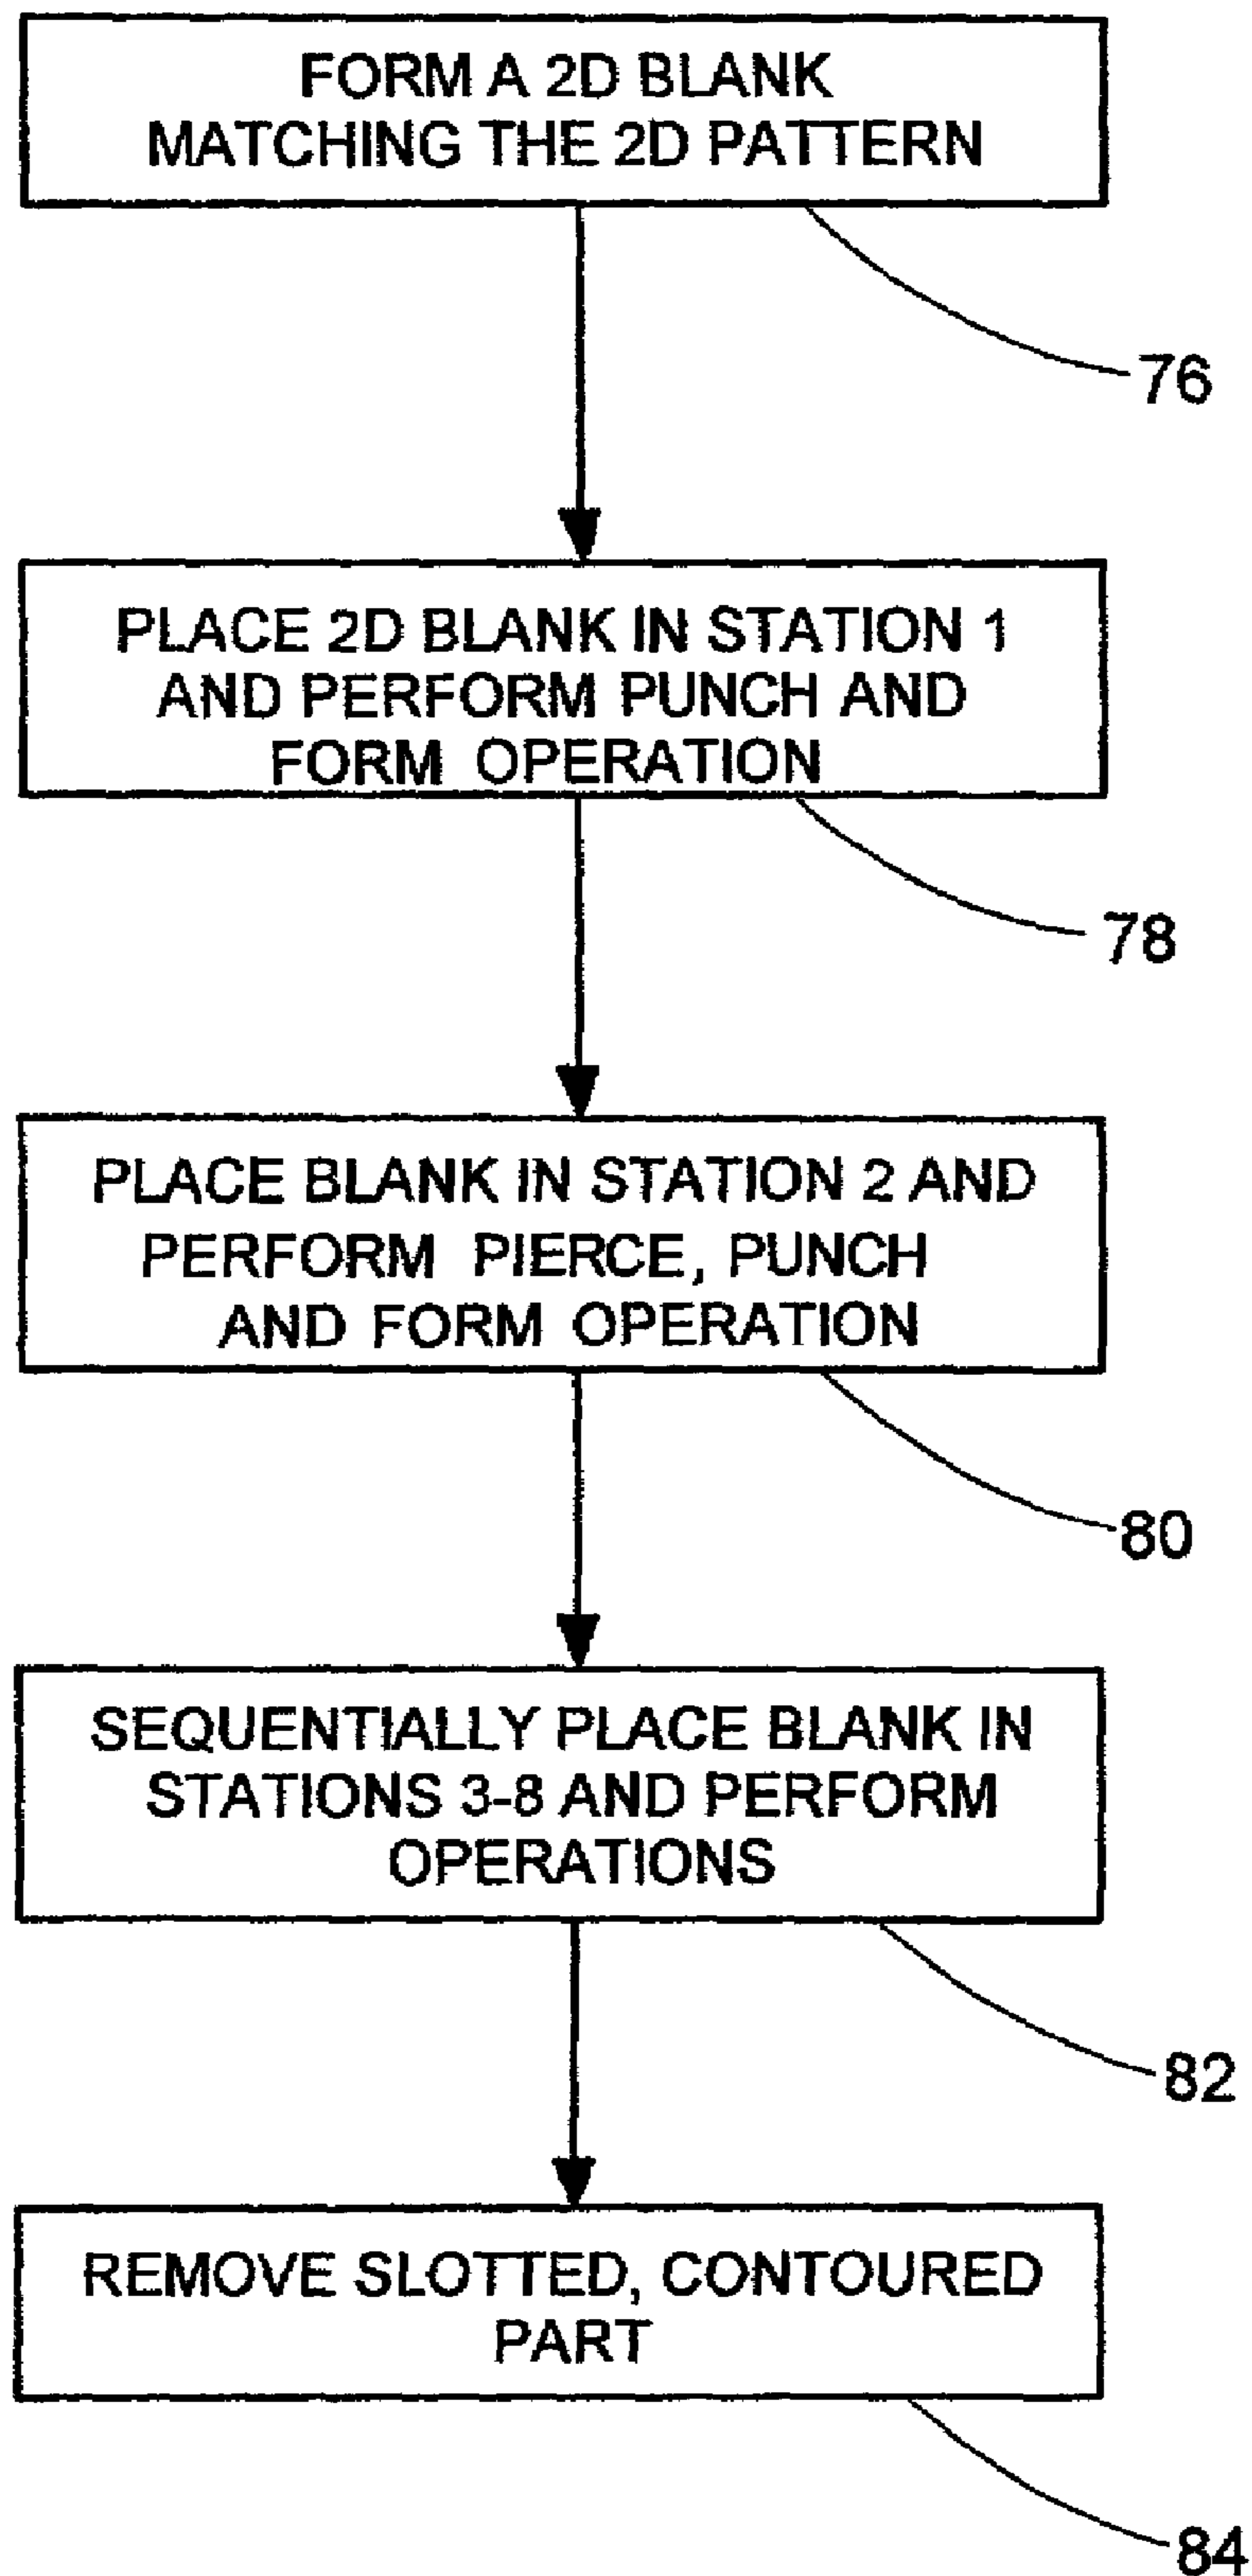 FORM A 2D BLANK
MATCHING THE 2D PATTERN
76
PLACE 2D BLANK IN STATION 1
AND PERFORM PUNCH AND
FORM OPERATION
78
PLACE BLANK IN STATION 2 AND
PERFORM PIERCE, PUNCH
AND FORM OPERATION
80
SEQUENTIALLY PLACE BLANK IN
STATIONS 3-8 AND PERFORM
OPERATIONS
82
REMOVE SLOTTED, CONTOURED
PART
84